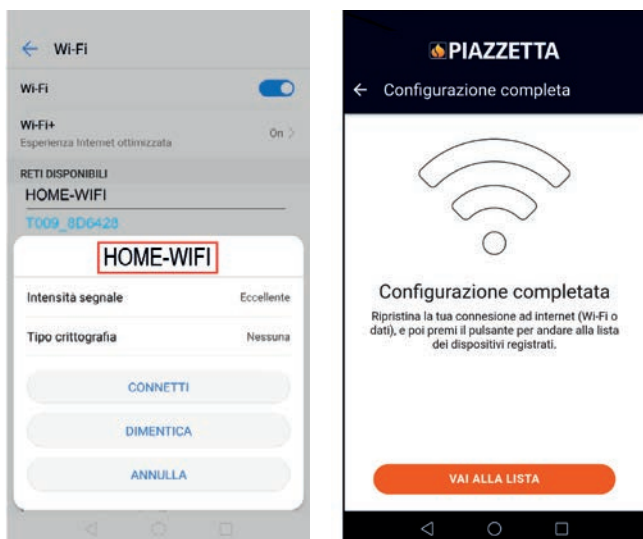 Wi-Fi
Wi-Fi
Wi-Fi+
Esperienza Internet ottimizzata
On
RETI DISPONIBILI
HOME-WIFI
T009_8D6428
HOME-WIFI
Intensità segnale Eccellente
Tipo crittografia Nessuna
CONNETTI
DIMENTICA
ANNULLA
PIAZZETTA
Configurazione completa
Configurazione completata
Ripristina la tua connesione ad internet (Wi-Fi o
dati), e poi premi il pulsante per andare alla lista
dei dispositivi registrati.
VAI ALLA LISTA